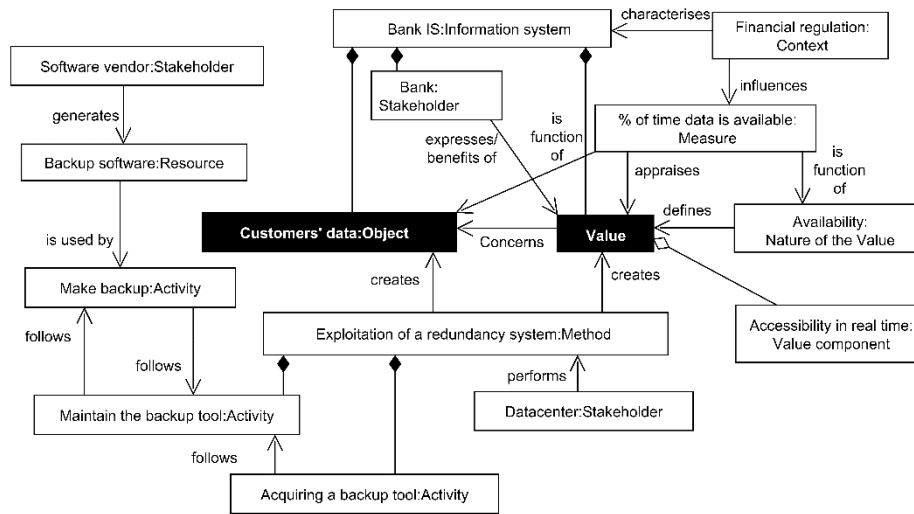 Bank IS:Information system
characterises
Financial regulation:
Context
Software vendor:Stakeholder
Bank:
Stakeholder
influences
generates
% of time data is available:
Measure
expresses/
benefits of
is
function
of
Backup software:Resource
appraises
is
function
of
is used by
Customers' data:Object
Concerns
Value
defines
Availability:
Nature of the Value
Make backup:Activity
creates
creates
follows
follows
Exploitation of a redundancy system:Method
Accessibility in real time:
Value component
performs
Maintain the backup tool:Activity
Datacenter:Stakeholder
follows
Acquiring a backup tool:Activity